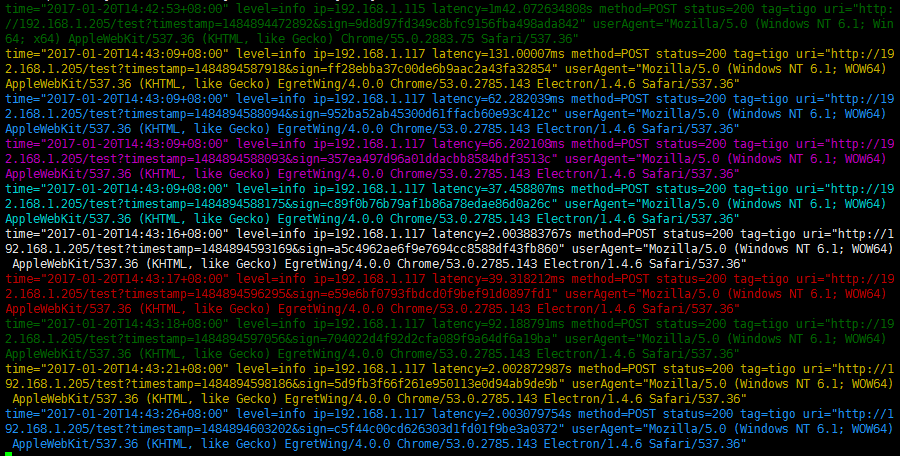 time="2017-01-20T14:42:53+08:00" level=info ip=192.168.1.115 latency=1m42.072634808s method=POST status=200 tag=tigo uri="http:
//192.168.1.205/test?timestamp=1484894472892&sign=9d8d97fd349c8bfc9156fba498ada842" userAgent="Mozilla/5.0 (Windows NT 6.1; Win
64; x64) AppleWebKit/537.36 (KHTML, like Gecko) Chrome/55.0.2883.75 Safari/537.36"
time="2017-01-20T14:43:09+08:00" level=info ip=192.168.1.117 latency=131.00007ms method=POST status=200 tag=tigo uri="http://19
2.168.1.205/test?timestamp=1484894587918&sign=ff28ebba37c00de6b9aac2a43fa32854" userAgent="Mozilla/5.0 (Windows NT 6.1; WOW64)
AppleWebKit/537.36 (KHTML, like Gecko) EgretWing/4.0.0 Chrome/53.0.2785.143 Electron/1.4.6 Safari/537.36"
time="2017-01-20T14:43:09+08:00" level=info ip=192.168.1.117 latency=62.282039ms method=POST status=200 tag=tigo uri="http://19
2.168.1.205/test?timestamp=1484894588094&sign=952ba52ab45300d61ffacb60e93c412c" userAgent="Mozilla/5.0 (Windows NT 6.1; WOW64)
AppleWebKit/537.36 (KHTML, like Gecko) EgretWing/4.0.0 Chrome/53.0.2785.143 Electron/1.4.6 Safari/537.36"
time="2017-01-20T14:43:09+08:00" level=info ip=192.168.1.117 latency=66.202108ms method=POST status=200 tag=tigo uri="http://19
2.168.1.205/test?timestamp=1484894588093&sign=357ea497d96a01ddacbb8584bdf3513c" userAgent="Mozilla/5.0 (Windows NT 6.1; WOW64)
AppleWebKit/537.36 (KHTML, like Gecko) EgretWing/4.0.0 Chrome/53.0.2785.143 Electron/1.4.6 Safari/537.36"
time="2017-01-20T14:43:09+08:00" level=info ip=192.168.1.117 latency=37.458807ms method=POST status=200 tag=tigo uri="http://19
2.168.1.205/test?timestamp=1484894588175&sign=c89f0b76b79af1b86a78edae86d0a26c" userAgent="Mozilla/5.0 (Windows NT 6.1; WOW64)
AppleWebKit/537.36 (KHTML, like Gecko) EgretWing/4.0.0 Chrome/53.0.2785.143 Electron/1.4.6 Safari/537.36"
time="2017-01-20T14:43:16+08:00" level=info ip=192.168.1.117 latency=2.003883767s method=POST status=200 tag=tigo uri="http://1
92.168.1.205/test?timestamp=1484894593169&sign=a5c4962ae6f9e7694cc8588df43fb860" userAgent="Mozilla/5.0 (Windows NT 6.1; WOW64)
AppleWebKit/537.36 (KHTML, like Gecko) EgretWing/4.0.0 Chrome/53.0.2785.143 Electron/1.4.6 Safari/537.36"
time="2017-01-20T14:43:17+08:00" level=info ip=192.168.1.117 latency=39.318212ms method=POST status=200 tag=tigo uri="http://19
2.168.1.205/test?timestamp=1484894596295&sign=e59e6bf0793fbdcd0f9bef91d0897fd1" userAgent="Mozilla/5.0 (Windows NT 6.1; WOW64)
AppleWebKit/537.36 (KHTML, like Gecko) EgretWing/4.0.0 Chrome/53.0.2785.143 Electron/1.4.6 Safari/537.36"
time="2017-01-20T14:43:18+08:00" level=info ip=192.168.1.117 latency=92.188791ms method=POST status=200 tag=tigo uri="http://19
2.168.1.205/test?timestamp=1484894597056&sign=704022d4f92d2cfa089f9a64df6a19ba" userAgent="Mozilla/5.0 (Windows NT 6.1; WOW64)
AppleWebKit/537.36 (KHTML, like Gecko) EgretWing/4.0.0 Chrome/53.0.2785.143 Electron/1.4.6 Safari/537.36"
time="2017-01-20T14:43:21+08:00" level=info ip=192.168.1.117 latency=2.002872987s method=POST status=200 tag=tigo uri="http://1
92.168.1.205/test?timestamp=1484894598186&sign=5d9fb3f66f261e950113e0d94ab9de9b" userAgent="Mozilla/5.0 (Windows NT 6.1; WOW64)
AppleWebKit/537.36 (KHTML, like Gecko) EgretWing/4.0.0 Chrome/53.0.2785.143 Electron/1.4.6 Safari/537.36"
time="2017-01-20T14:43:26+08:00" level=info ip=192.168.1.117 latency=2.003079754s method=POST status=200 tag=tigo uri="http://1
92.168.1.205/test?timestamp=1484894603202&sign=c5f44c00cd626303d1fd01f9be3a0372" userAgent="Mozilla/5.0 (Windows NT 6.1; WOW64)
AppleWebKit/537.36 (KHTML, like Gecko) EgretWing/4.0.0 Chrome/53.0.2785.143 Electron/1.4.6 Safari/537.36"